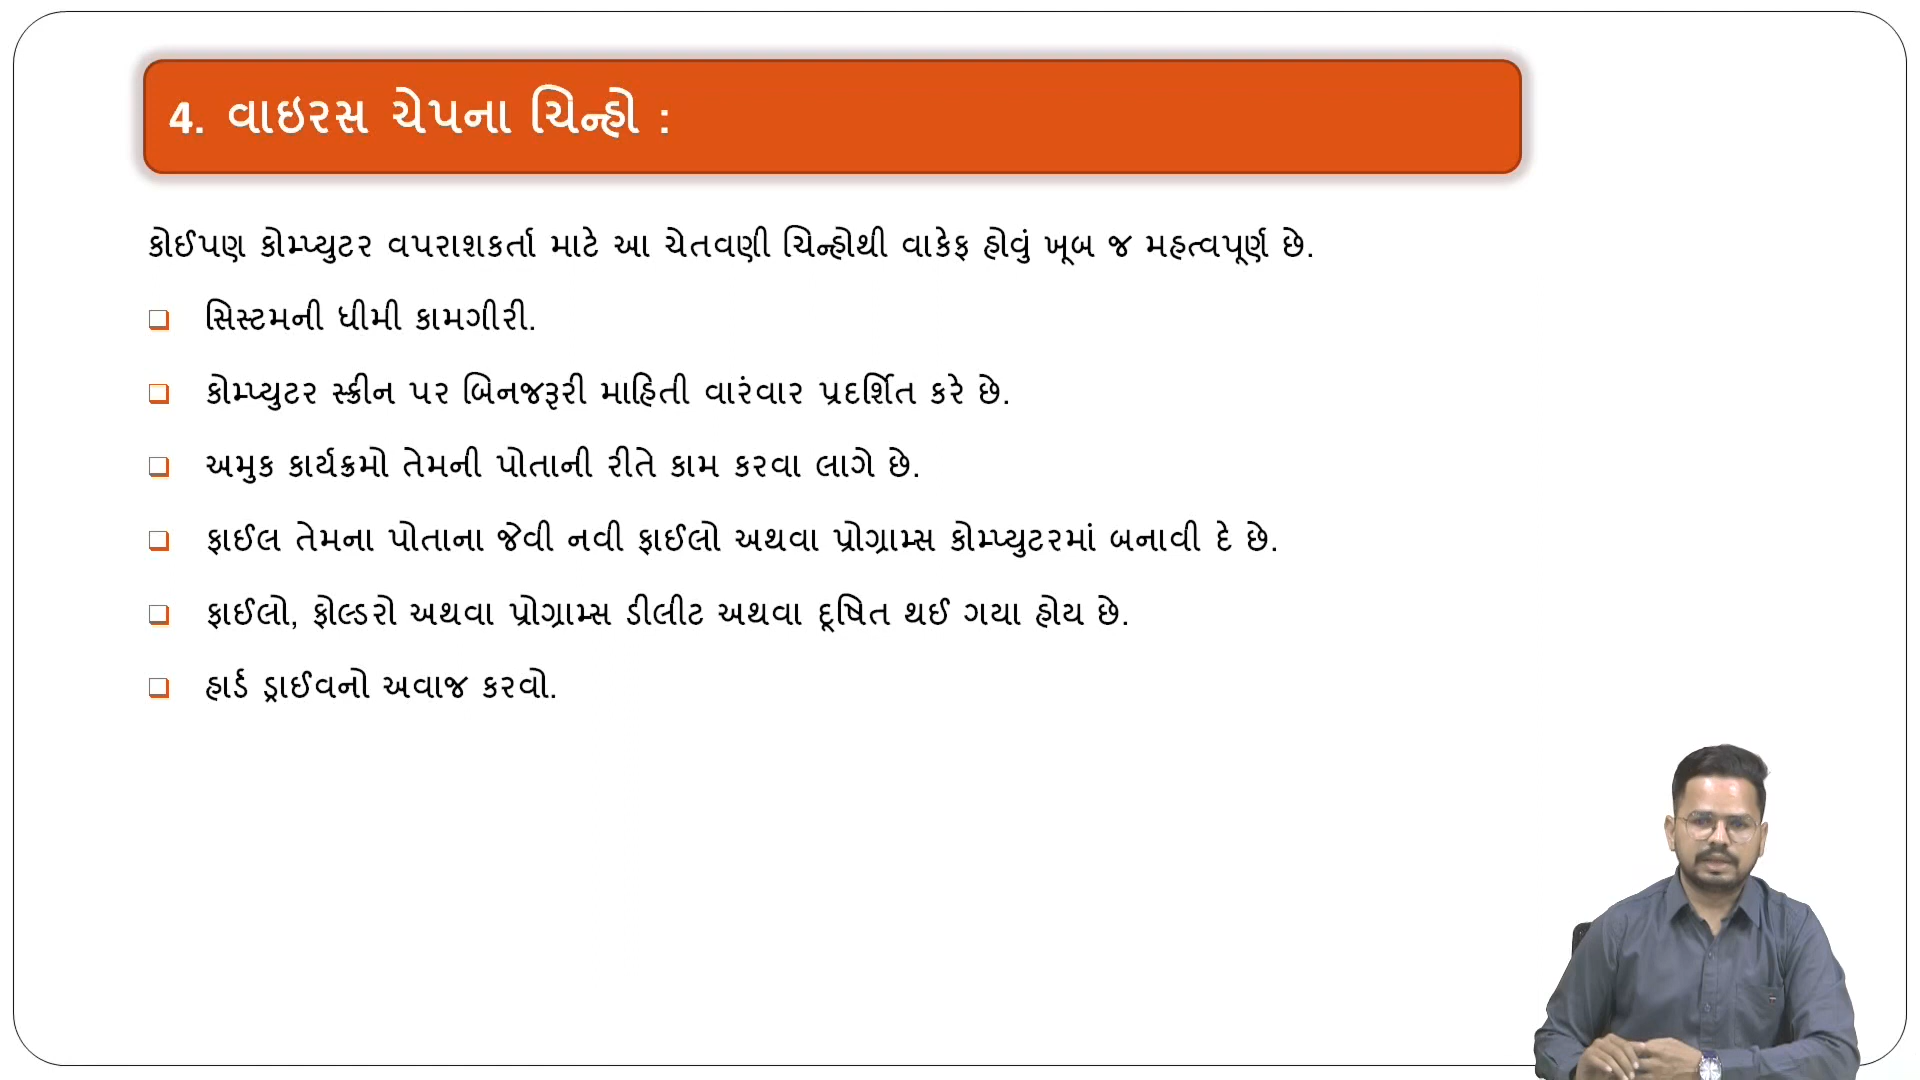 4. વાઇરસ ચેપના ચિન્હો :
કોઈપણ કોમ્પ્યુટર વપરાશકર્તા માટે આ ચેતવણી ચિન્હોથી વાકેફ હોવું ખૂબ જ મહત્વપૂર્ણ છે.
સિસ્ટમની ધીમી કામગીરી.
કોમ્પ્યુટર સ્ક્રીન પર બિનજરૂરી માહિતી વારંવાર પ્રદર્શિત કરે છે.
અમુક કાર્યક્રમો તેમની પોતાની રીતે કામ કરવા લાગે છે.
ફાઈલ તેમના પોતાના જેવી નવી ફાઈલો અથવા પ્રોગ્રામ્સ કોમ્પ્યુટરમાં બનાવી દે છે.
ફાઈલો, ફોલ્ડરો અથવા પ્રોગ્રામ્સ ડીલીટ અથવા દૂષિત થઈ ગયા હોય છે.
હાર્ડ ડ્રાઈવનો અવાજ કરવો.